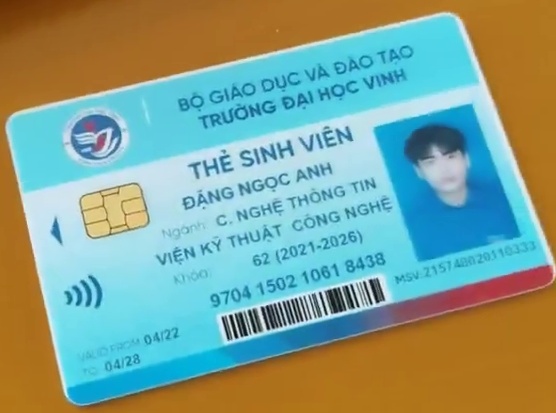 BỘ GIÁO DỤC VÀ ĐÀO TẠO
TRƯỜNG ĐẠI HỌC VINH
THẺ SINH VIÊN
ĐẶNG NGỌC ANH
Ngành: C. NGHỆ THÔNG TIN
VIỆN KỸ THUẬT CÔNG NGHỆ
Khóa: 62 (2021-2026)
9704 1502 1061 8438
MSV:215748020110333
VALID FROM 04/22
TO: 04/28